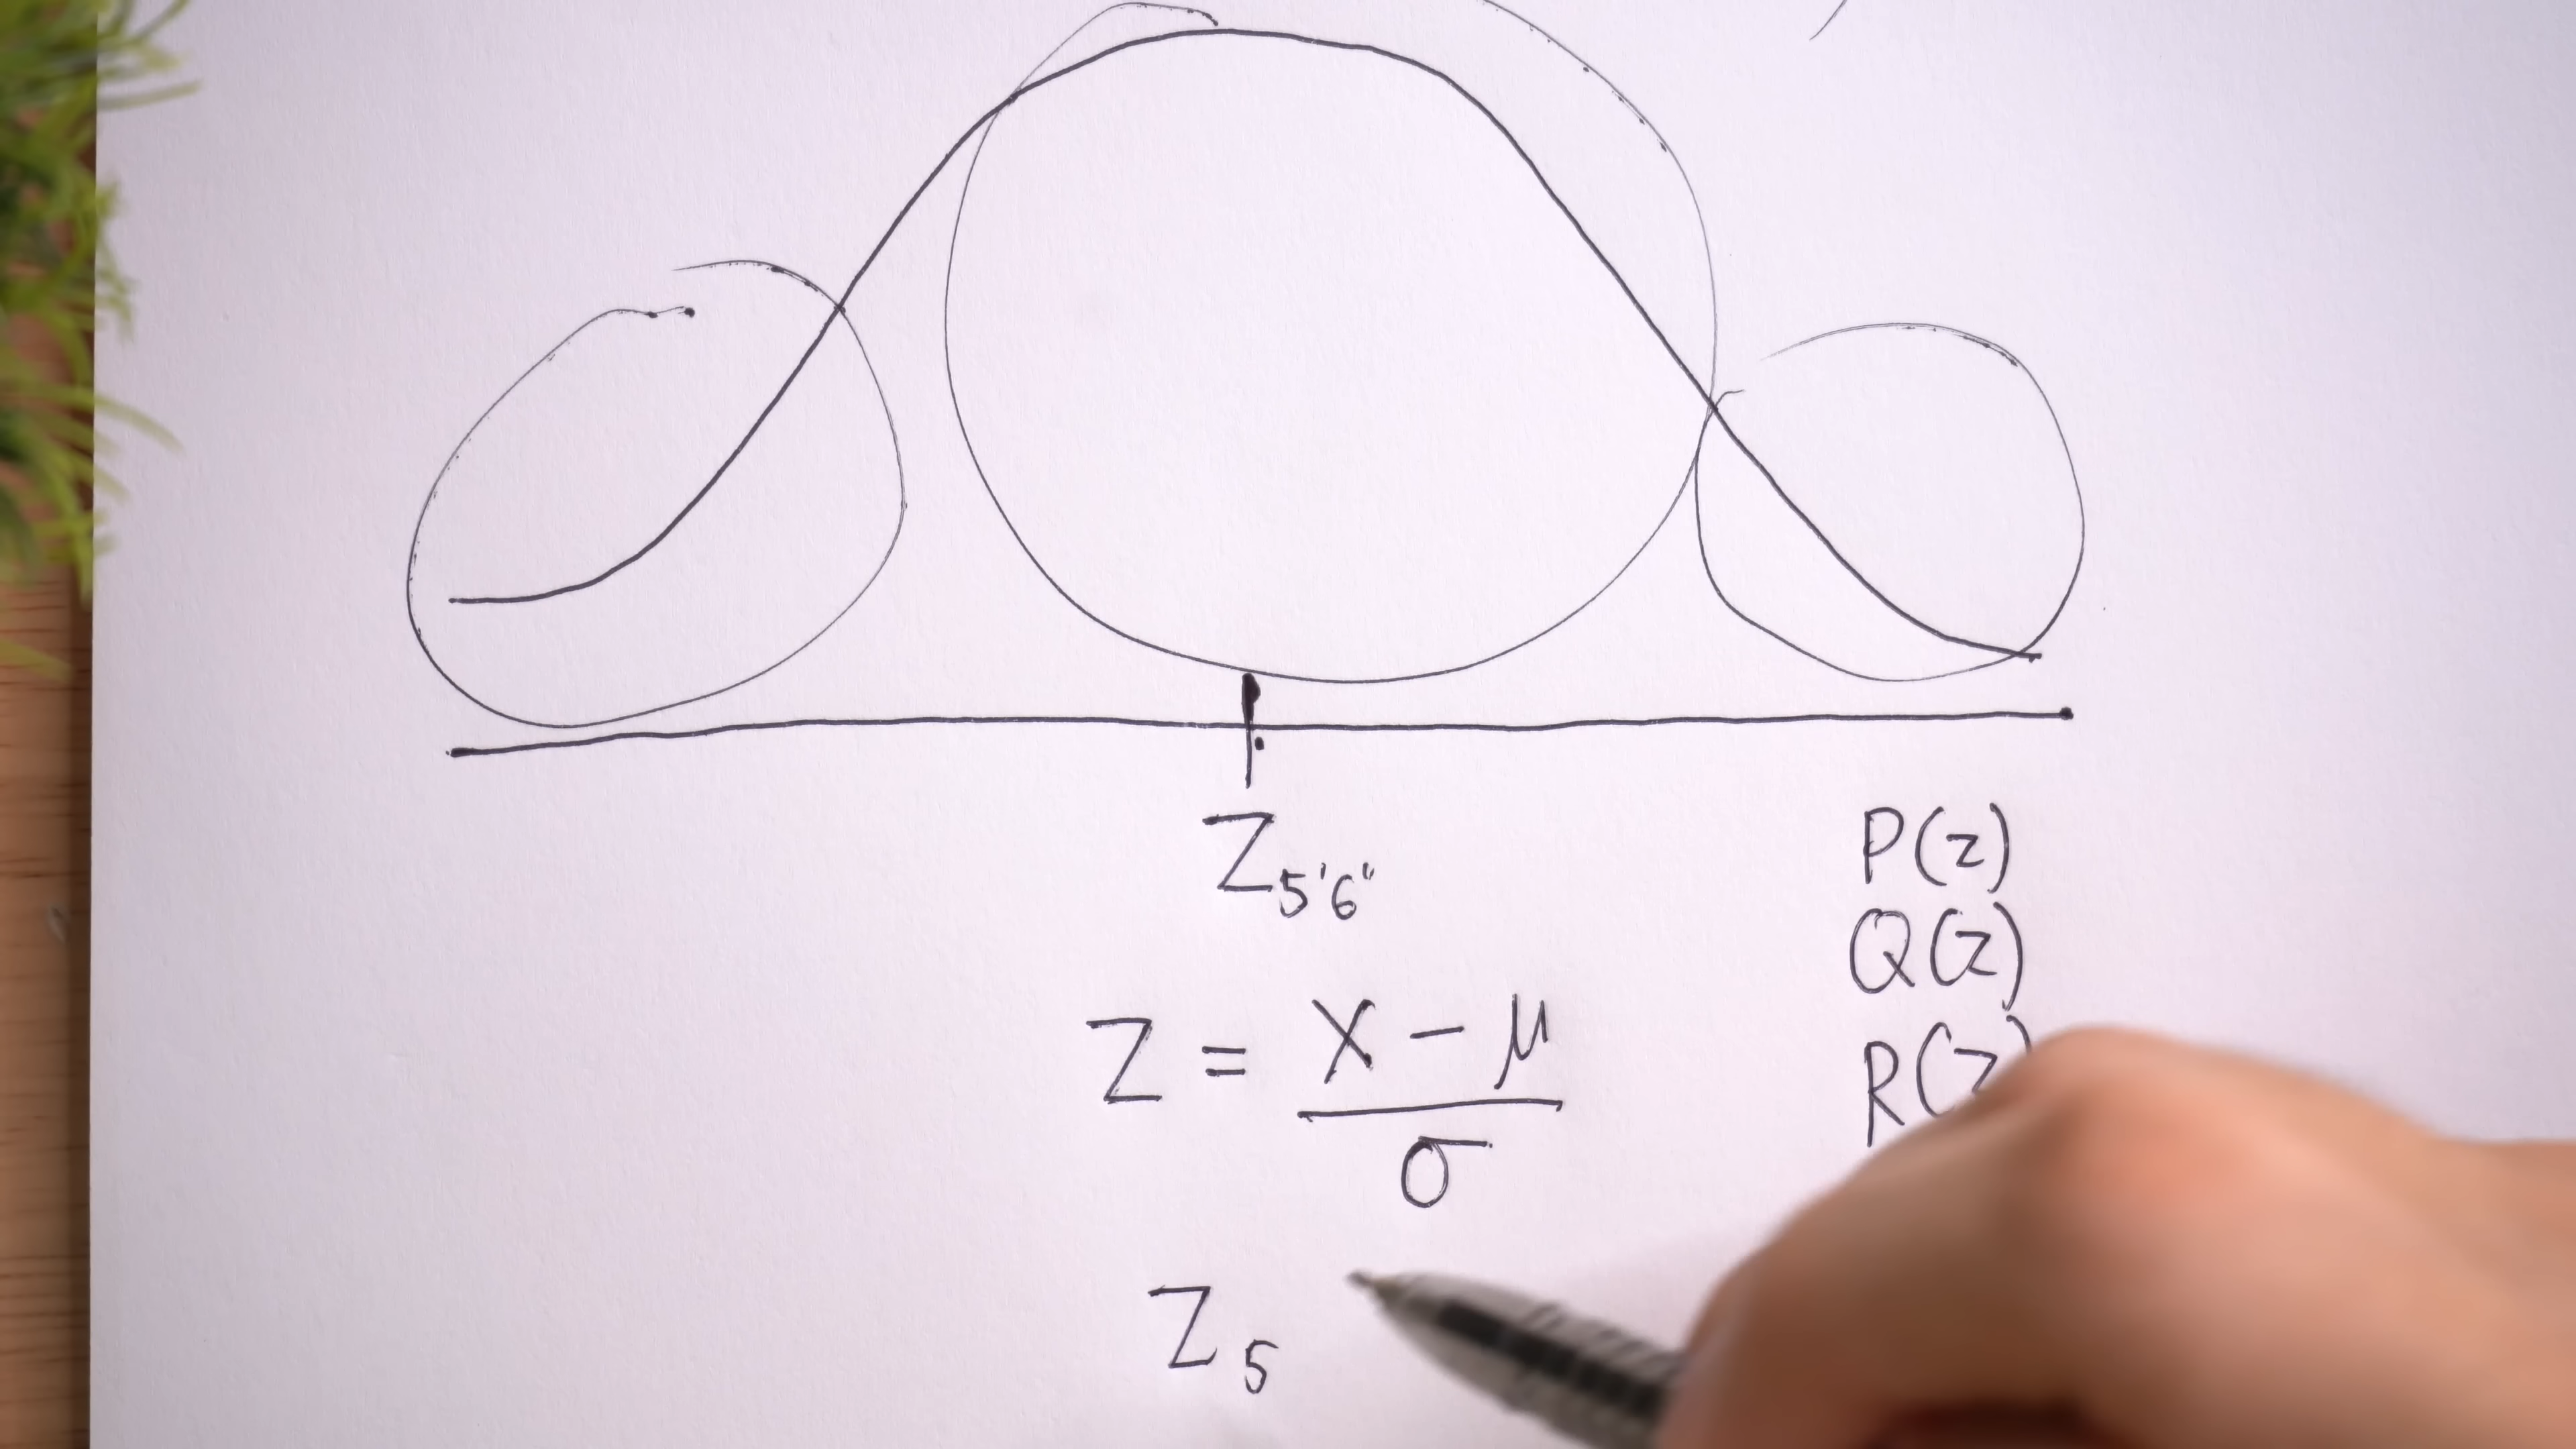 Z5'6"
P(z)
Q(z)
R(z)
Z = X - μ / σ
Z5